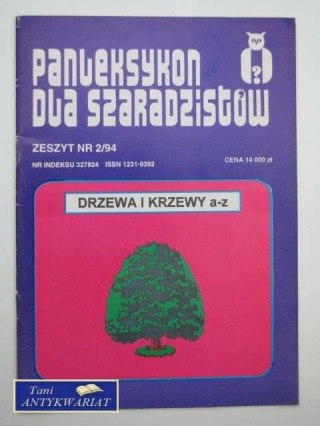 PANLEKSYKON
DLA SZARADZISTÓW
?
ZESZYT NR 2/94
NR INDEKSU 327824 ISSN 1231-9392
CENA 14 000 zł
DRZEWA I KRZEWY a-z
Tani
ANTYKWARIAT